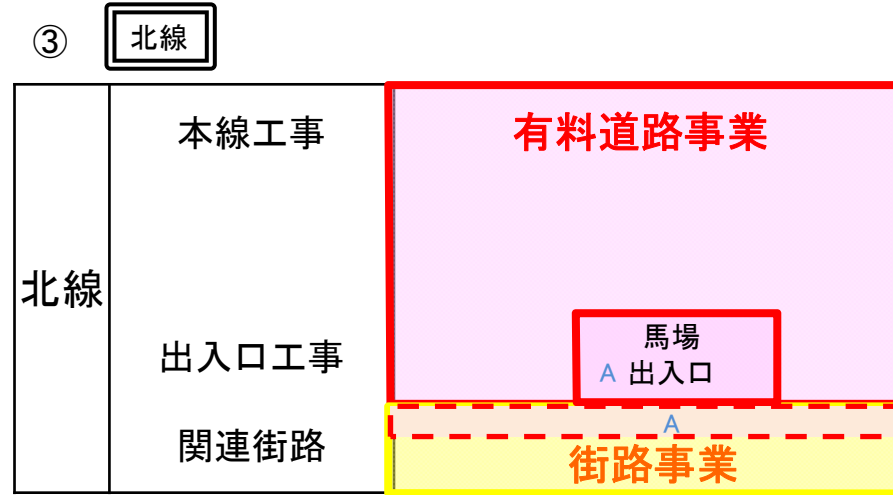 ③ 北線
北線
本線工事
有料道路事業
出入口工事
馬場
A 出入口
関連街路
A
街路事業